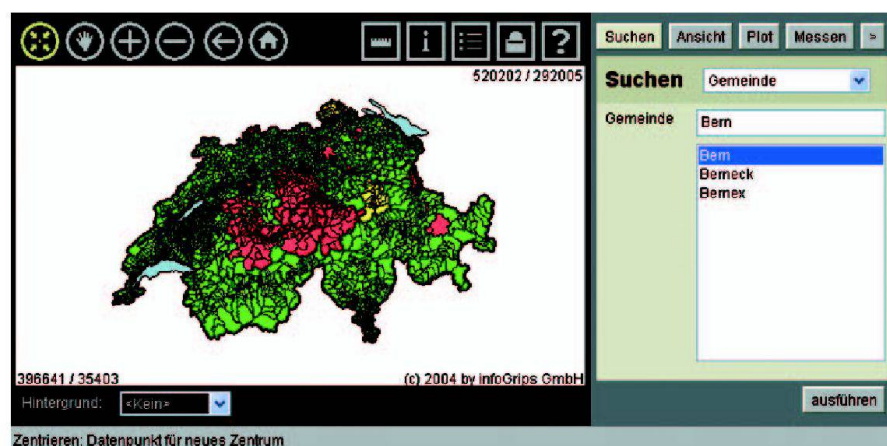 Suchen Ansicht Plot Messen »
520202 / 292005
Suchen Gemeinde
Gemeinde Bern
Bern
Berneck
Bernex
396641 / 35403
(c) 2004 by infoGrips GmbH
Hintergrund: <Kein>
ausführen
Zentrieren: Datenpunkt für neues Zentrum